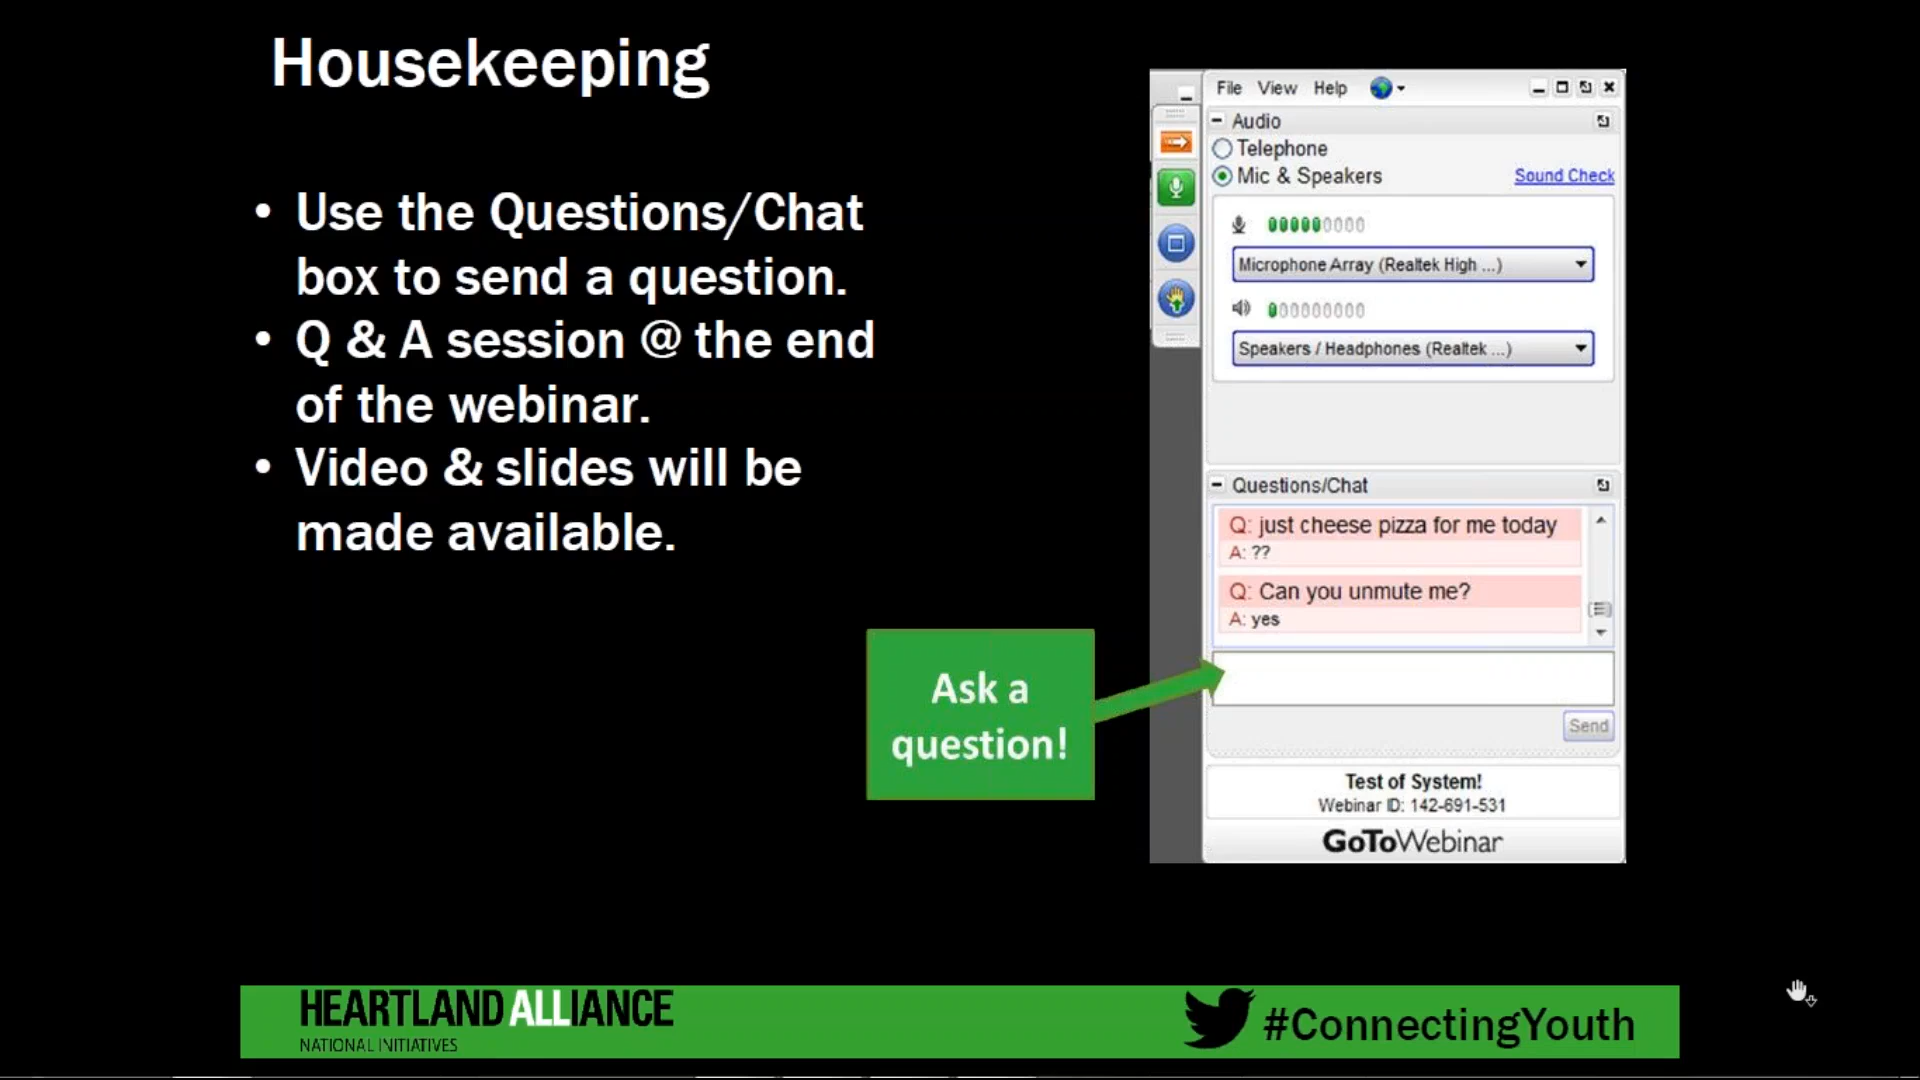 Housekeeping
• Use the Questions/Chat
box to send a question.
• Q & A session @ the end
of the webinar.
• Video & slides will be
made available.
File View Help
Audio
Telephone
Mic & Speakers Sound Check
Microphone Array (Realtek High ...)
Speakers / Headphones (Realtek ...)
Questions/Chat
Q: just cheese pizza for me today
A: ??
Q: Can you unmute me?
A: yes
Ask a
question!
Send
Test of System!
Webinar ID: 142-691-531
GoToWebinar
HEARTLAND ALLIANCE
NATIONAL INITIATIVES
#ConnectingYouth